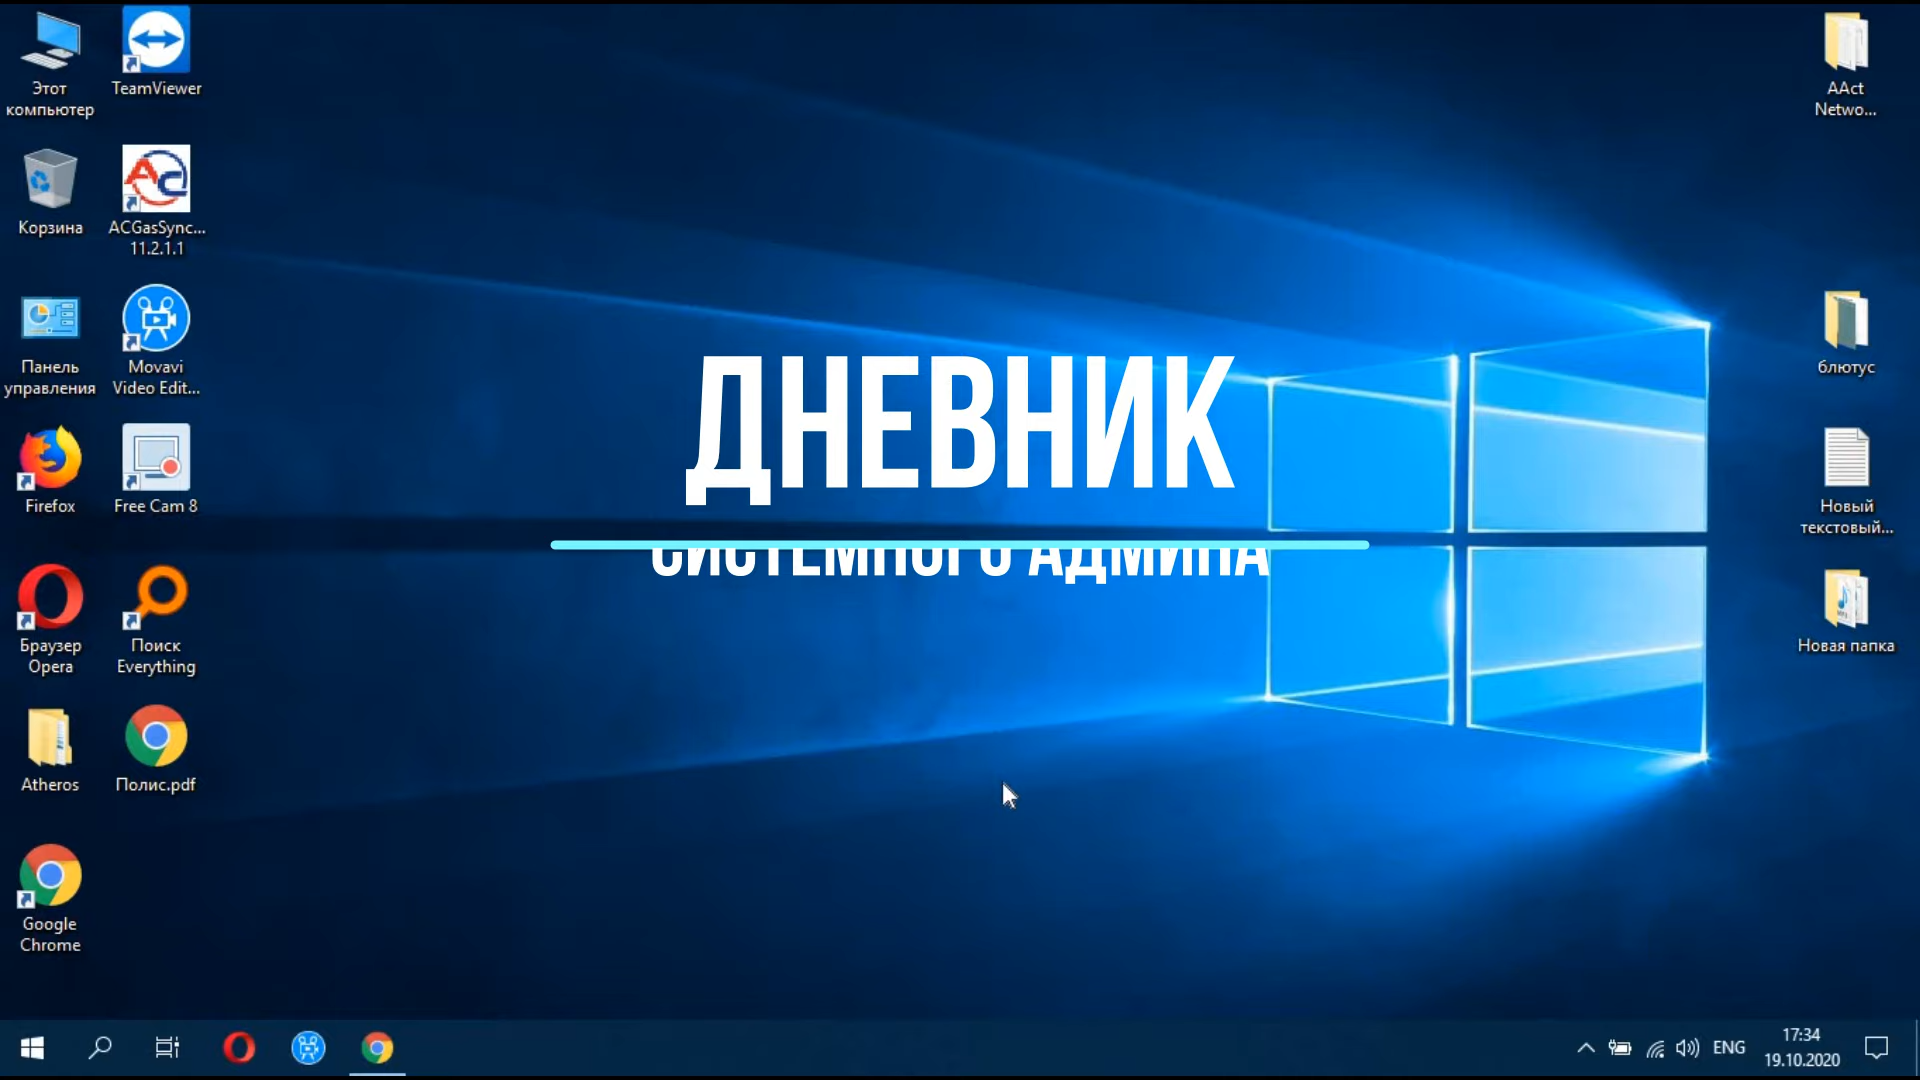 Этот
компьютер
TeamViewer
Корзина
ACGasSync...
11.2.1.1
Панель
управления
Movavi
Video Edit...
Firefox
Free Cam 8
Браузер
Opera
Поиск
Everything
Atheros
Полис.pdf
Google
Chrome
ДНЕВНИК
СИСТЕМНОГО АДМИНА
AAct
Netwo...
блютус
Новый
текстовый...
Новая папка
ENG
17:34
19.10.2020